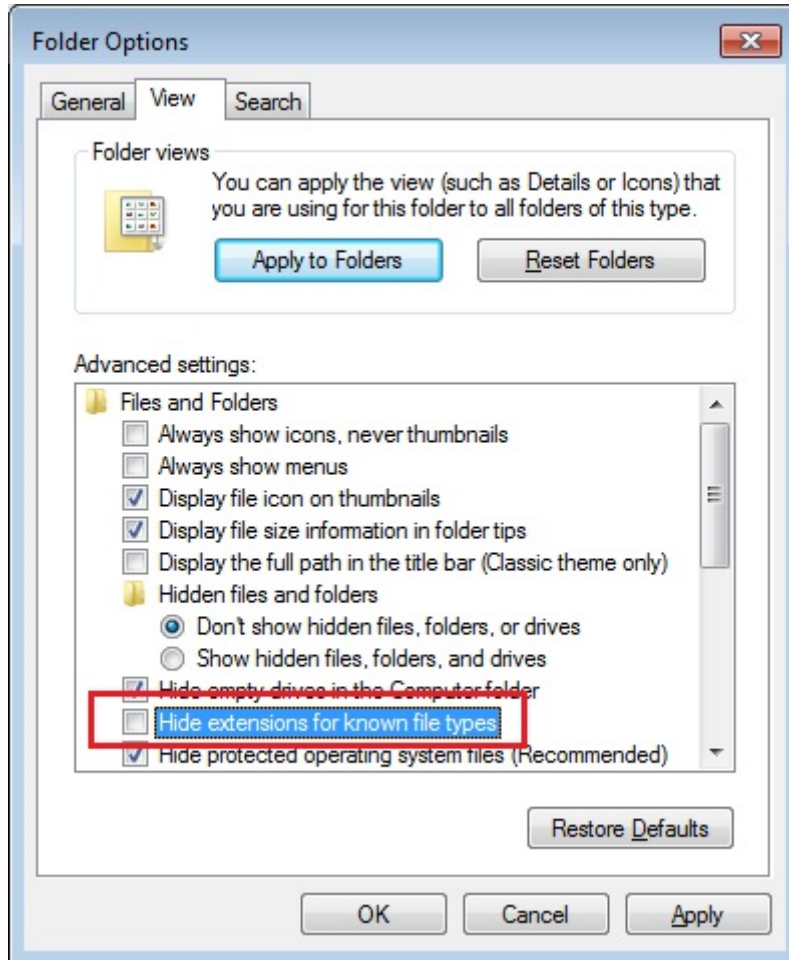 Folder Options
General View Search
Folder views
You can apply the view (such as Details or Icons) that
you are using for this folder to all folders of this type.
Apply to Folders Reset Folders
Advanced settings:
Files and Folders
Always show icons, never thumbnails
Always show menus
Display file icon on thumbnails
Display file size information in folder tips
Display the full path in the title bar (Classic theme only)
Hidden files and folders
Don't show hidden files, folders, or drives
Show hidden files, folders, and drives
Hide empty drives in the Computer folder
Hide extensions for known file types
Hide protected operating system files (Recommended)
Restore Defaults
OK Cancel Apply